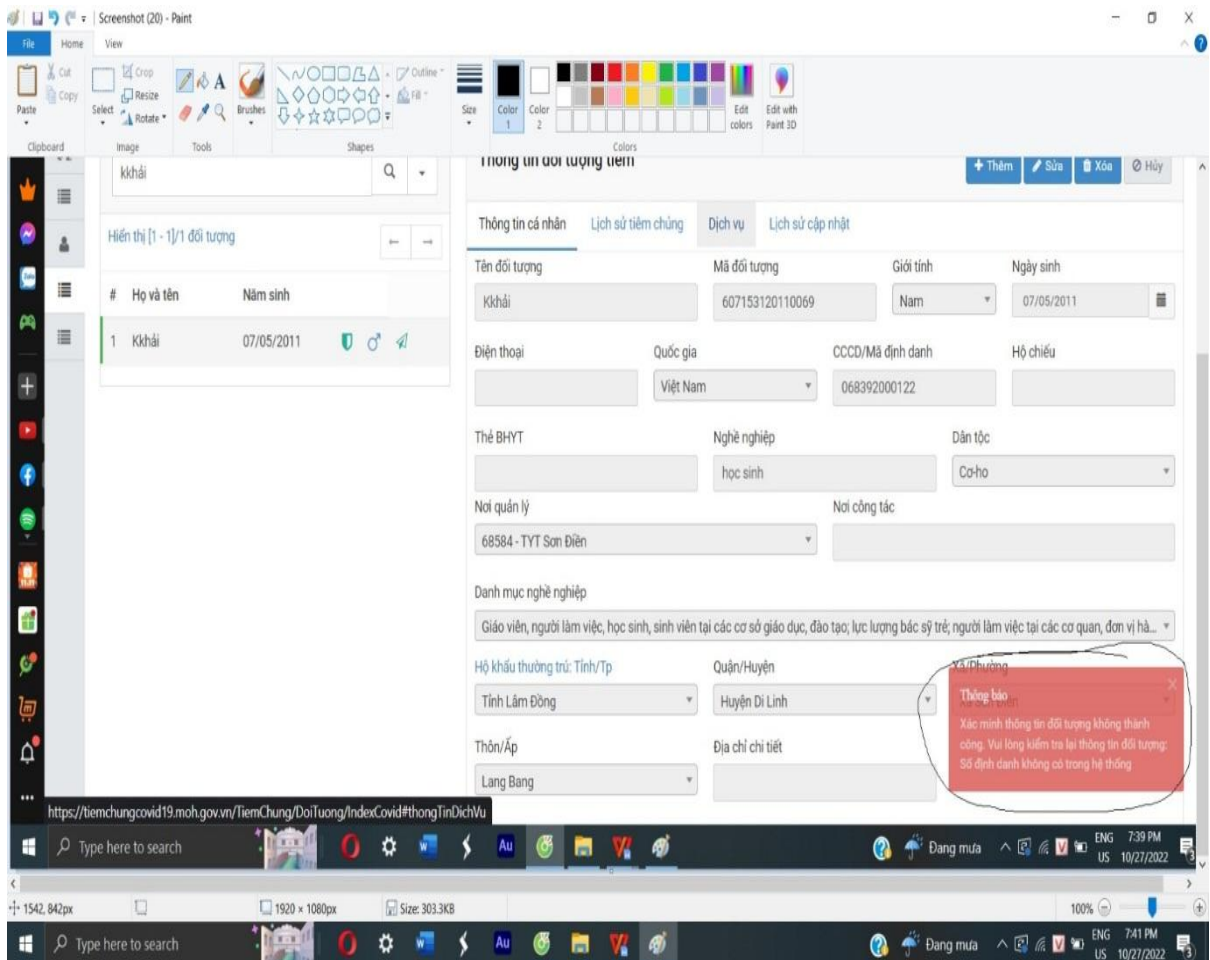 Screenshot (20) - Paint
File Home View
Paste
Cut
Copy
Clipboard
Select
Crop
Resize
Rotate
Image
Tools
Brushes
Shapes
Outline
Fill
Size
Color 1
Color 2
Colors
Edit colors
Edit with Paint 3D
kkhái
Thông tin đối tượng tiêm
Thêm Sửa Xóa Hủy
Hiển thị [1 - 1]/1 đối tượng
# Họ và tên Năm sinh
1 Kkhải 07/05/2011
Thông tin cá nhân Lịch sử tiêm chủng Dịch vụ Lịch sử cập nhật
Tên đối tượng Mã đối tượng Giới tính Ngày sinh
Kkhải 607153120110069 Nam 07/05/2011
Điện thoại Quốc gia CCCD/Mã định danh Hộ chiếu
Việt Nam 068392000122
Thẻ BHYT Nghề nghiệp Dân tộc
học sinh Cơ-ho
Nơi quản lý Nơi công tác
68584 - TYT Sơn Điền
Danh mục nghề nghiệp
Giáo viên, người làm việc, học sinh, sinh viên tại các cơ sở giáo dục, đào tạo; lực lượng bác sỹ trẻ; người làm việc tại các cơ quan, đơn vị hà...
Hộ khẩu thường trú: Tỉnh/Tp Quận/Huyện Xã/Phường
Tỉnh Lâm Đồng Huyện Di Linh
Thôn/Ấp Địa chỉ chi tiết
Lang Bang
Thông báo
Xác minh thông tin đối tượng không thành
công. Vui lòng kiểm tra lại thông tin đối tượng:
Số định danh không có trong hệ thống
https://tiemchungcovid19.moh.gov.vn/TiemChung/DoiTuong/IndexCovid#thongTinDichVu
Type here to search Đang mưa ENG US 7:39 PM 10/27/2022
1542, 842px 1920 × 1080px Size: 303.3KB 100%
Type here to search Đang mưa ENG US 7:41 PM 10/27/2022